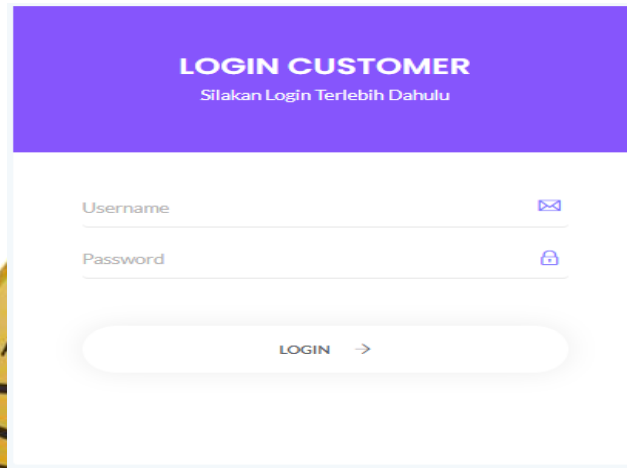 LOGIN CUSTOMER
Silakan Login Terlebih Dahulu
Username
Password
LOGIN